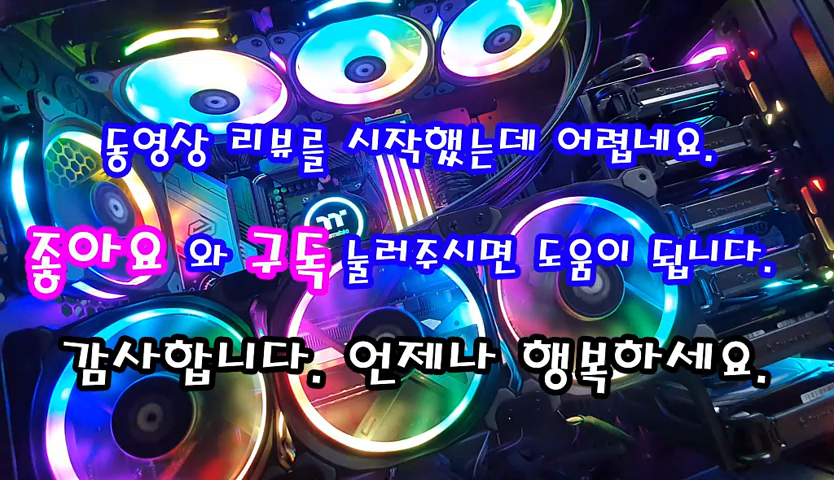 동영상 리뷰를 시작했는데 어렵네요.
좋아요 와 구독 눌러주시면 도움이 됩니다.
감사합니다. 언제나 행복하세요.